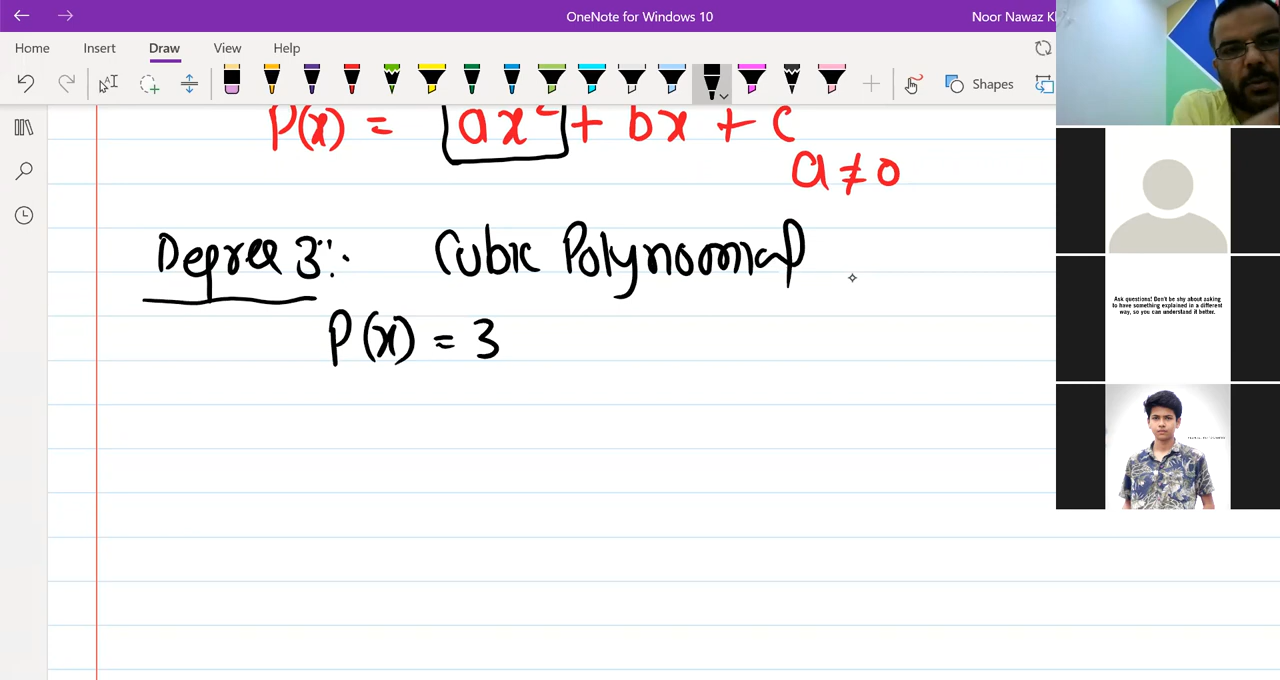 OneNote for Windows 10
Noor Nawaz K
Home Insert Draw View Help
Shapes
P(x) = ax² + bx + c
a ≠ 0
Degree 3:- Cubic Polynomial
P(x) = 3
Ask questions! Don't be shy about asking
to have something explained in a different
way, so you can understand it better.